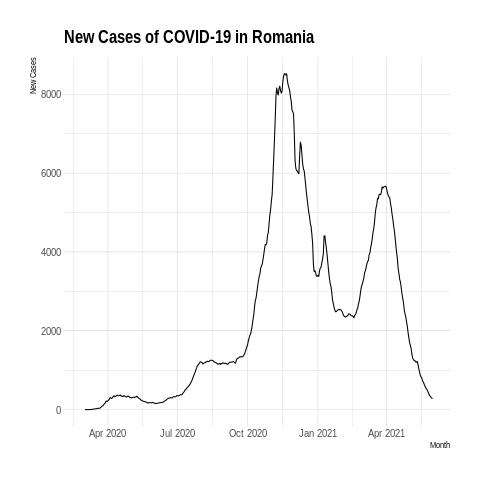 New Cases of COVID-19 in Romania
New Cases
8000
6000
4000
2000
0
Apr 2020 Jul 2020 Oct 2020 Jan 2021 Apr 2021
Month